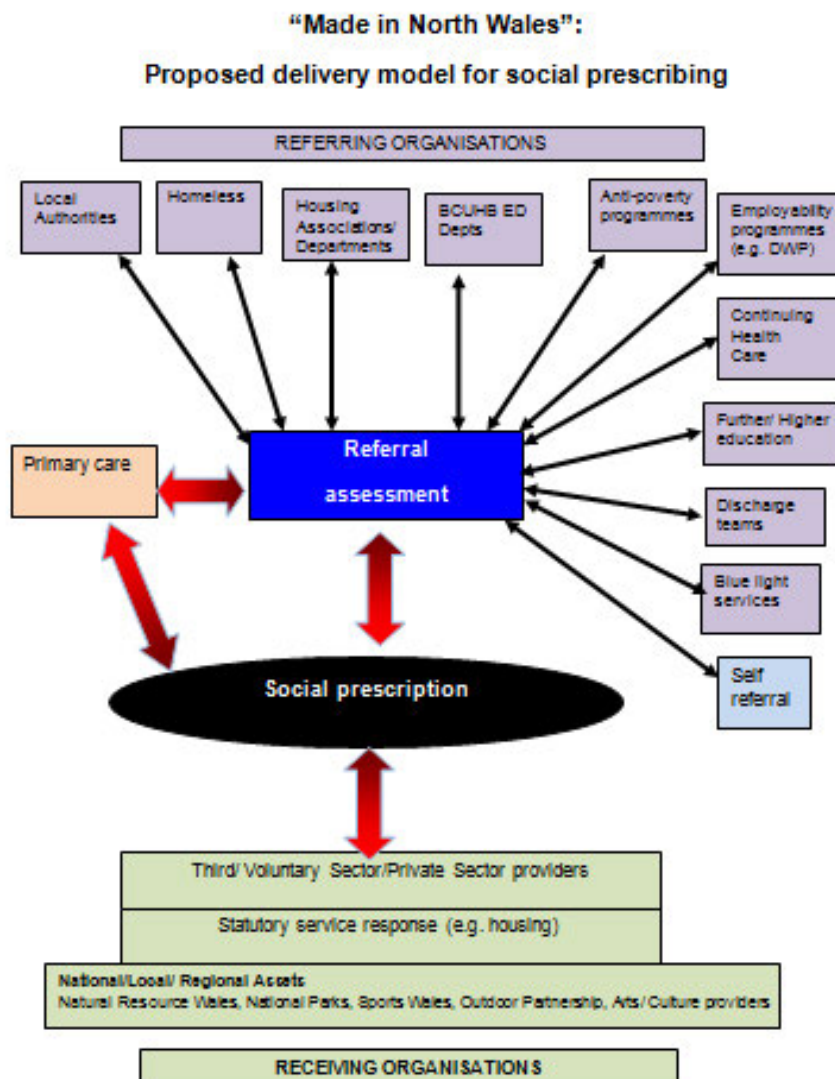 “Made in North Wales”:
Proposed delivery model for social prescribing
REFERRING ORGANISATIONS
Local
Authorities
Homeless
Housing
Associations/
Departments
BCUHB ED
Depts
Anti-poverty
programmes
Employability
programmes
(e.g. DWP)
Continuing
Health
Care
Further/ Higher
education
Discharge
teams
Blue light
services
Self
referral
Primary care
Referral
assessment
Social prescription
Third/ Voluntary Sector/Private Sector providers
Statutory service response (e.g. housing)
National/Local/ Regional Assets
Natural Resource Wales, National Parks, Sports Wales, Outdoor Partnership, Arts/ Culture providers
RECEIVING ORGANISATIONS